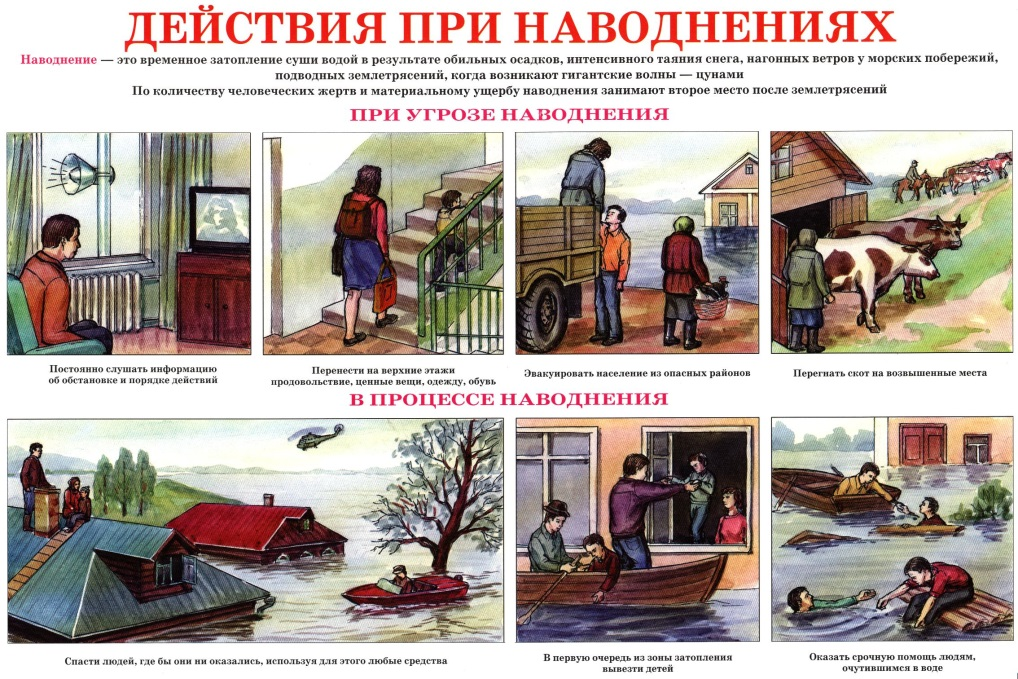 ДЕЙСТВИЯ ПРИ НАВОДНЕНИЯХ
Наводнение — это временное затопление суши водой в результате обильных осадков, интенсивного таяния снега, нагонных ветров у морских побережий,
подводных землетрясений, когда возникают гигантские волны — цунами
По количеству человеческих жертв и материальному ущербу наводнения занимают второе место после землетрясений
ПРИ УГРОЗЕ НАВОДНЕНИЯ
Постоянно слушать информацию
об обстановке и порядке действий
Перенести на верхние этажи
продовольствие, ценные вещи, одежду, обувь
Эвакуировать население из опасных районов
Перегнать скот на возвышенные места
В ПРОЦЕССЕ НАВОДНЕНИЯ
Спасти людей, где бы они ни оказались, используя для этого любые средства
В первую очередь из зоны затопления
вывезти детей
Оказать срочную помощь людям,
очутившимся в воде